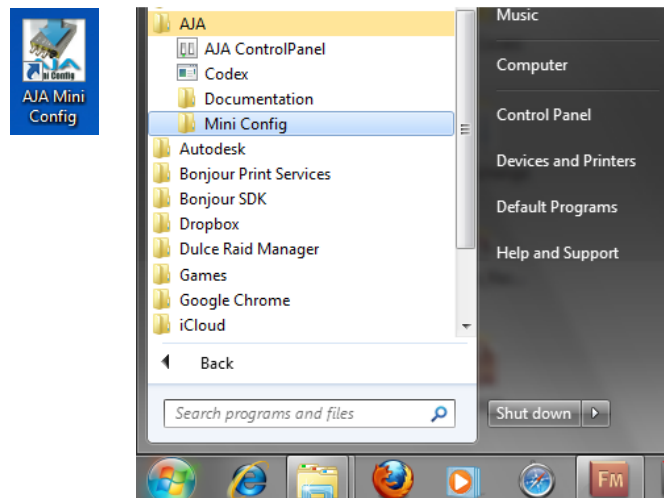 ni Config
AJA Mini
Config
AJA
AJA ControlPanel
Codex
Documentation
Mini Config
Autodesk
Bonjour Print Services
Bonjour SDK
Dropbox
Dulce Raid Manager
Games
Google Chrome
iCloud
Back
Search programs and files
Music
Computer
Control Panel
Devices and Printers
Default Programs
Help and Support
Shut down
FM